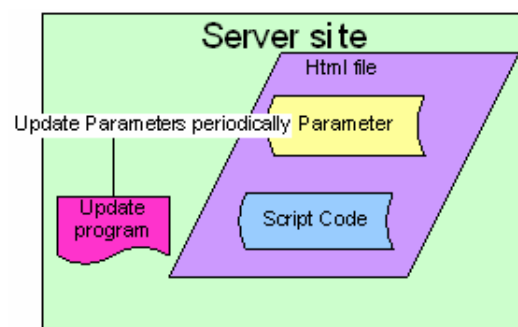 Server site
Html file
Update Parameters periodically
Parameter
Update
program
Script Code